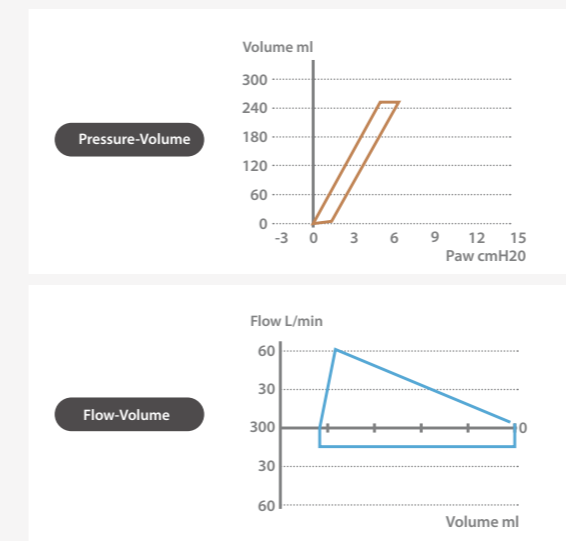 Volume ml
300
240
Pressure-Volume
180
120
60
0
-3 0 3 6 9 12 15
Paw cmH20
Flow L/min
60
30
Flow-Volume
300 0
30
60
Volume ml